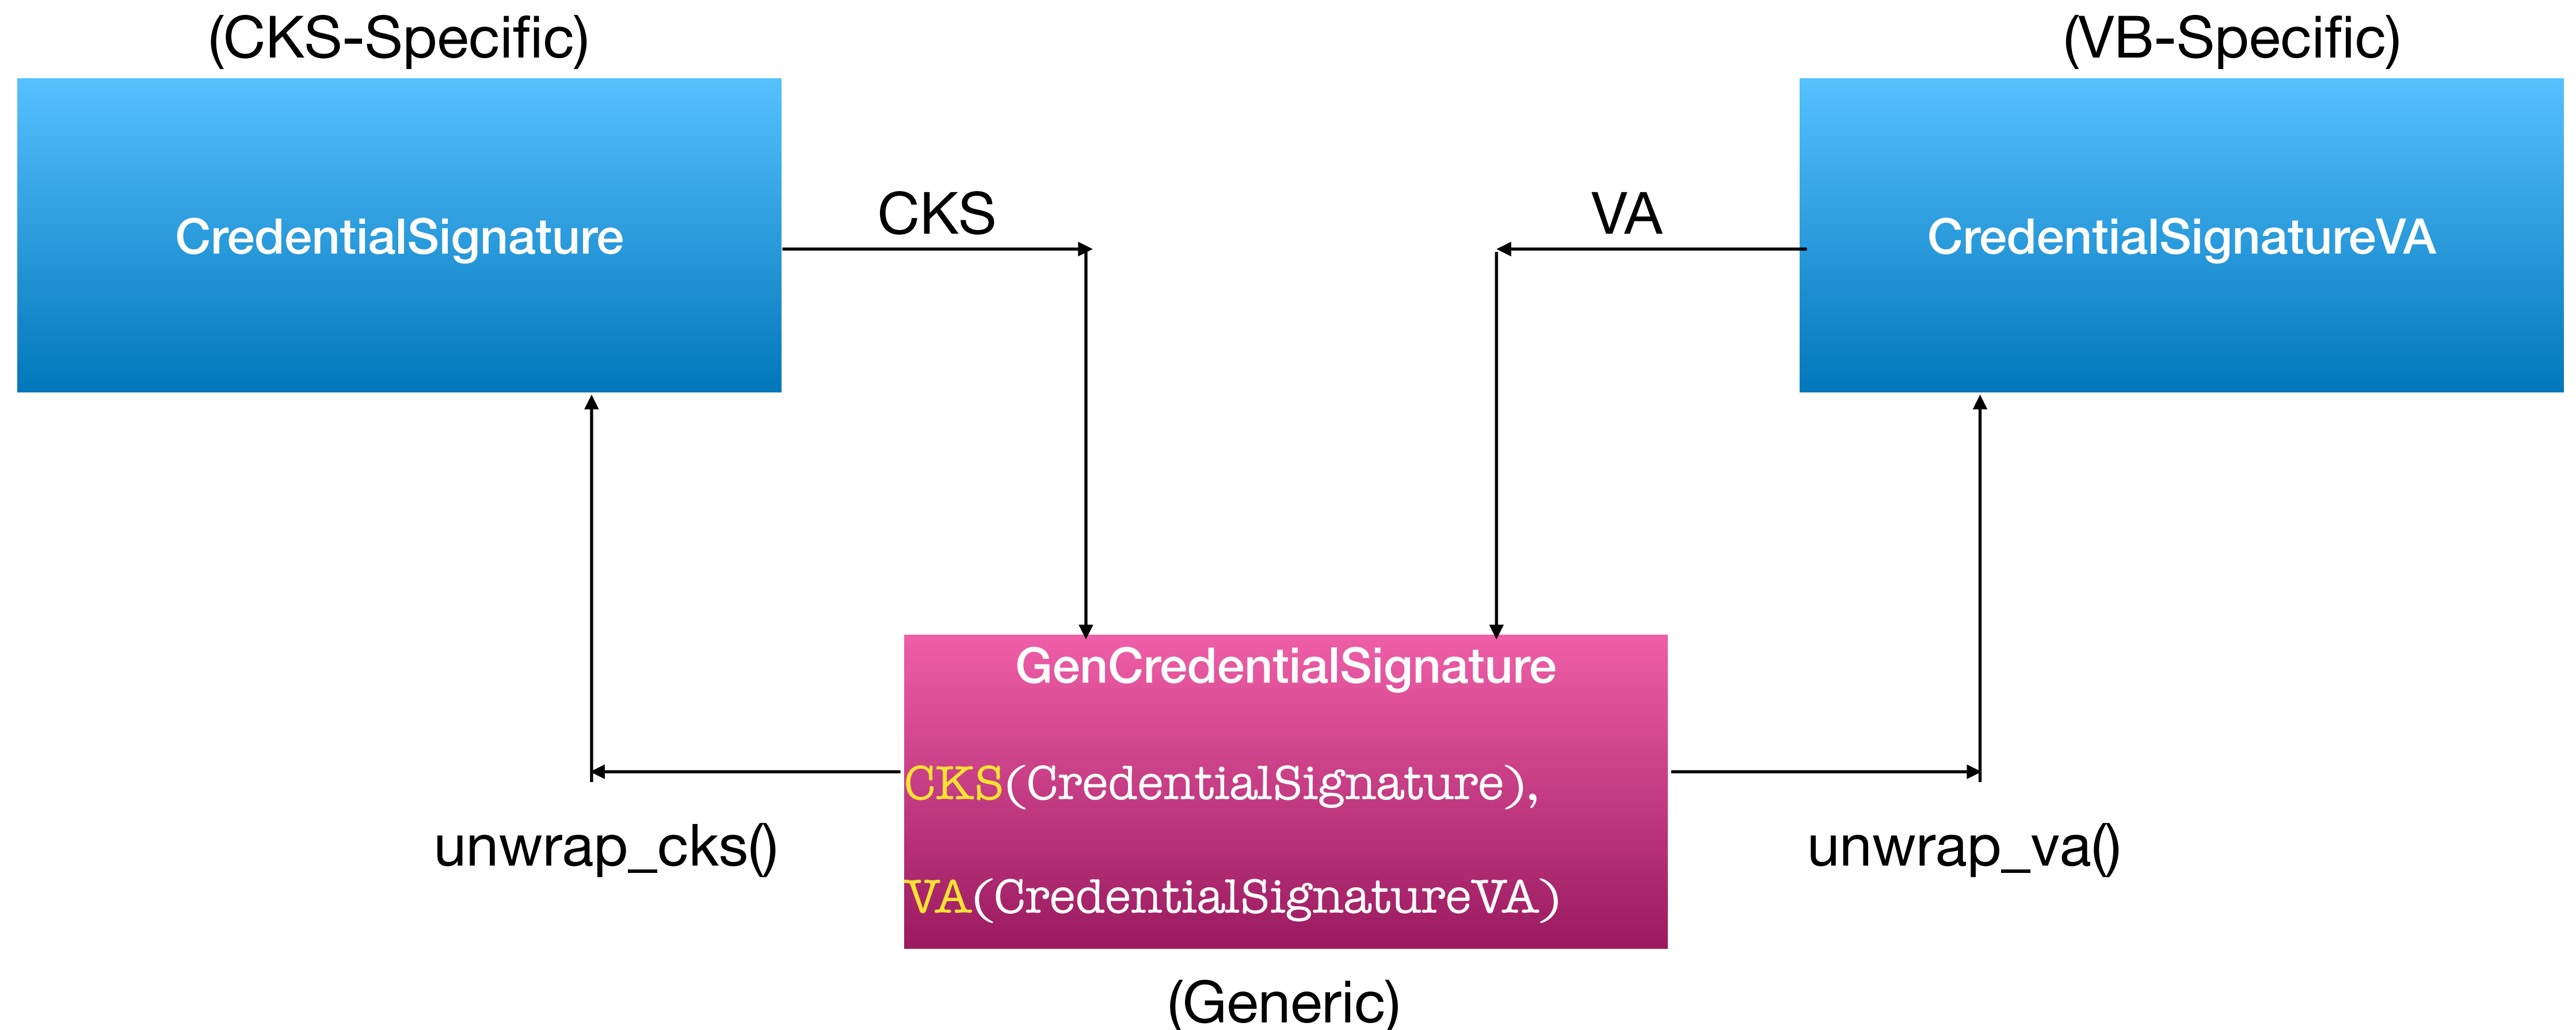 (CKS-Specific)
(VB-Specific)
CredentialSignature
CKS
VA
CredentialSignatureVA
GenCredentialSignature
CKS(CredentialSignature),
VA(CredentialSignatureVA)
unwrap_cks()
unwrap_va()
(Generic)